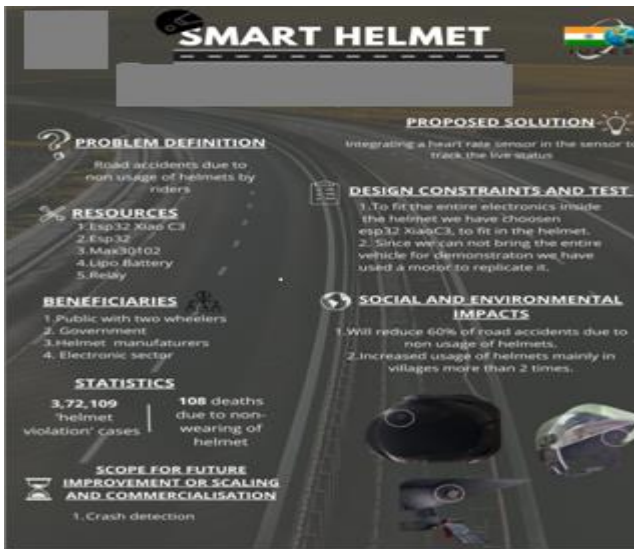 SMART HELMET
PROBLEM DEFINITION
Road accidents due to
non usage of helmets by
riders
RESOURCES
1.Esp32 Xiao C3
2.Esp32
3.Max30102
4.Lipo Battery
5.Relay
BENEFICIARIES
1.Public with two wheelers
2. Government
3.Helmet manufaturers
4. Electronic sector
STATISTICS
3,72,109
'helmet
violation' cases
108 deaths
due to non-
wearing of
helmet
SCOPE FOR FUTURE
IMPROVEMENT OR SCALING
AND COMMERCIALISATION
1.Crash detection
PROPOSED SOLUTION
Integrating a heart rate sensor in the sensor to
track the live status
DESIGN CONSTRAINTS AND TEST
1.To fit the entire electronics inside
the helmet we have choosen
esp32 XiaoC3, to fit in the helmet.
2. Since we can not bring the entire
vehicle for demonstraton we have
used a motor to replicate it.
SOCIAL AND ENVIRONMENTAL
IMPACTS
1.Will reduce 60% of road accidents due to
non usage of helmets.
2.Increased usage of helmets mainly in
villages more than 2 times.